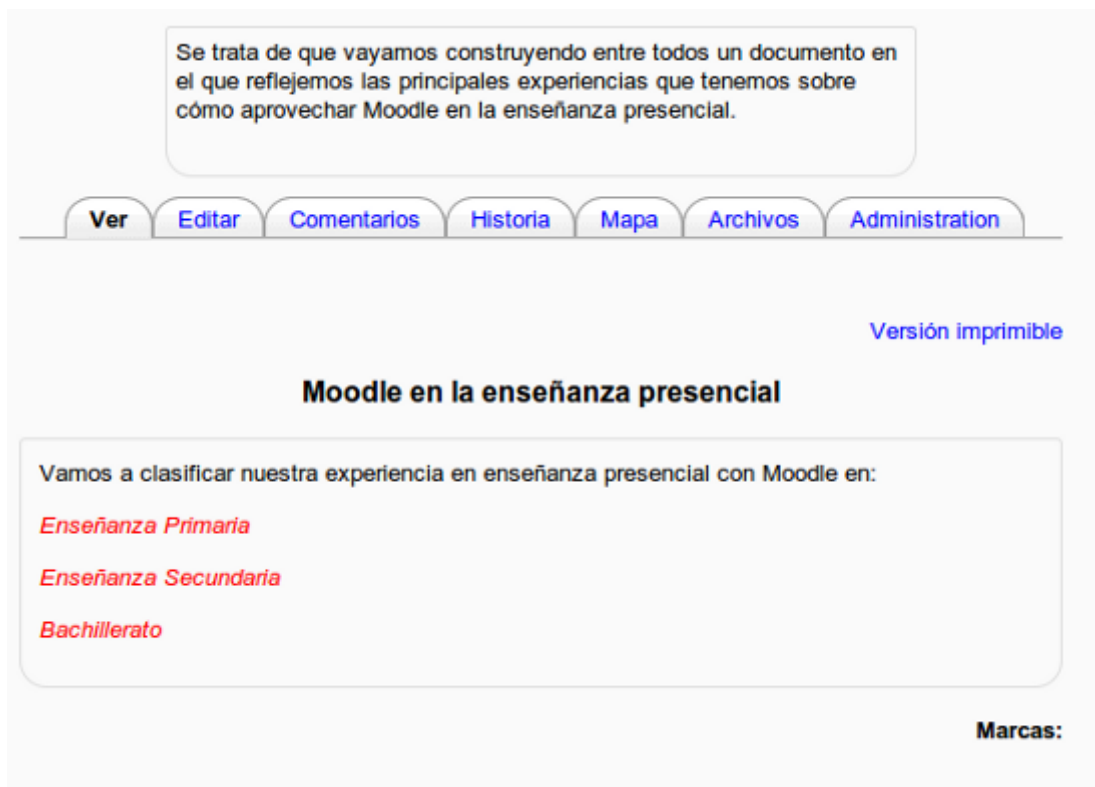 Se trata de que vayamos construyendo entre todos un documento en
el que reflejemos las principales experiencias que tenemos sobre
cómo aprovechar Moodle en la enseñanza presencial.
Ver Editar Comentarios Historia Mapa Archivos Administration
Versión imprimible
Moodle en la enseñanza presencial
Vamos a clasificar nuestra experiencia en enseñanza presencial con Moodle en:
Enseñanza Primaria
Enseñanza Secundaria
Bachillerato
Marcas: